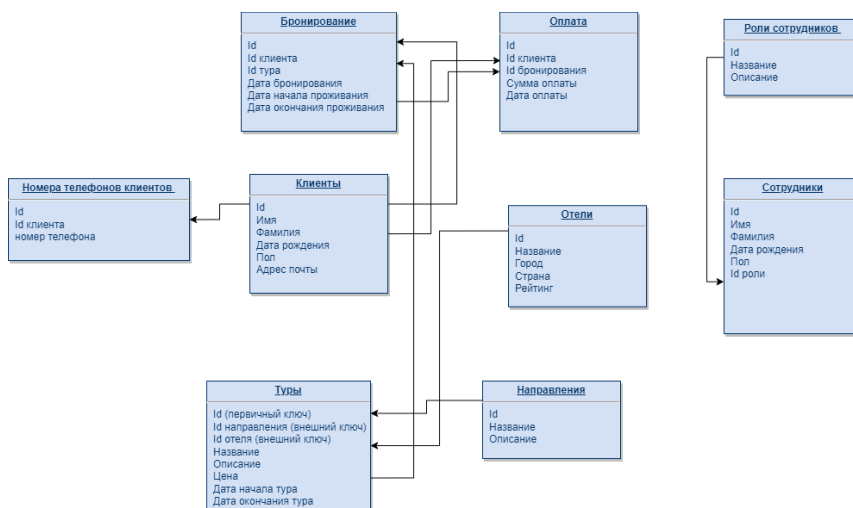 Бронирование
Id
Id клиента
Id тура
Дата бронирования
Дата начала проживания
Дата окончания проживания
Оплата
Id
Id клиента
Id бронирования
Сумма оплаты
Дата оплаты
Роли сотрудников
Id
Название
Описание
Номера телефонов клиентов
Id
Id клиента
номер телефона
Клиенты
Id
Имя
Фамилия
Дата рождения
Пол
Адрес почты
Отели
Id
Название
Город
Страна
Рейтинг
Сотрудники
Id
Имя
Фамилия
Дата рождения
Пол
Id роли
Туры
Id (первичный ключ)
Id направления (внешний ключ)
Id отеля (внешний ключ)
Название
Описание
Цена
Дата начала тура
Дата окончания тура
Направления
Id
Название
Описание